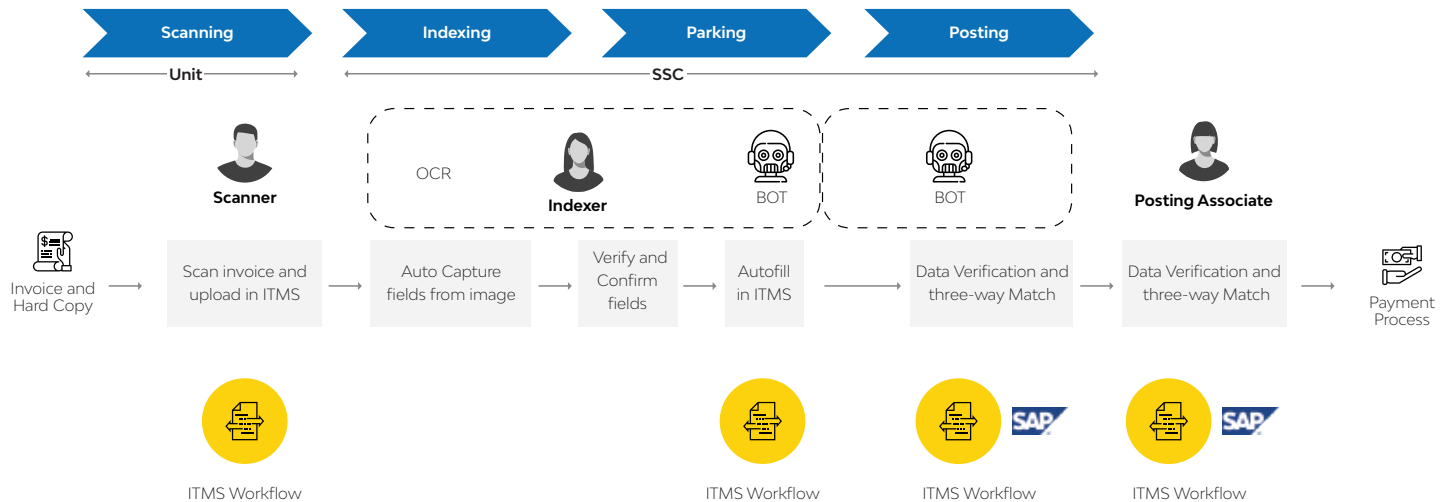 Scanning
Indexing
Parking
Posting
Unit
SSC
OCR
BOT
BOT
Scanner
Indexer
Posting Associate
$=
Invoice and
Hard Copy
Scan invoice and
upload in ITMS
Auto Capture
fields from image
Verify and
Confirm
fields
Autofill
in ITMS
Data Verification and
three-way Match
Data Verification and
three-way Match
Payment
Process
SAP
SAP
ITMS Workflow
ITMS Workflow
ITMS Workflow
ITMS Workflow